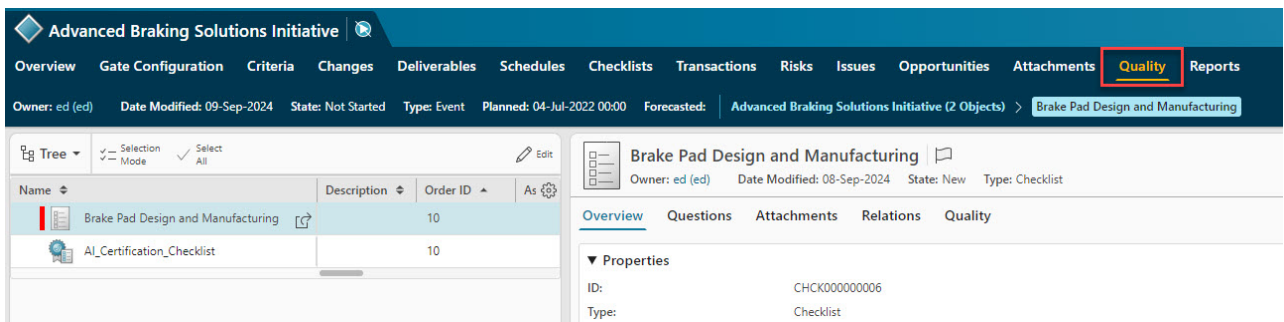 Advanced Braking Solutions Initiative
Overview Gate Configuration Criteria Changes Deliverables Schedules Checklists Transactions Risks Issues Opportunities Attachments Quality Reports
Owner: ed (ed) Date Modified: 09-Sep-2024 State: Not Started Type: Event Planned: 04-Jul-2022 00:00 Forecasted: Advanced Braking Solutions Initiative (2 Objects) > Brake Pad Design and Manufacturing
Tree Selection Mode Select All Edit
Name Description Order ID As
Brake Pad Design and Manufacturing 10
AI_Certification_Checklist 10
Brake Pad Design and Manufacturing
Owner: ed (ed) Date Modified: 08-Sep-2024 State: New Type: Checklist
Overview Questions Attachments Relations Quality
Properties
ID: CHCK000000006
Type: Checklist